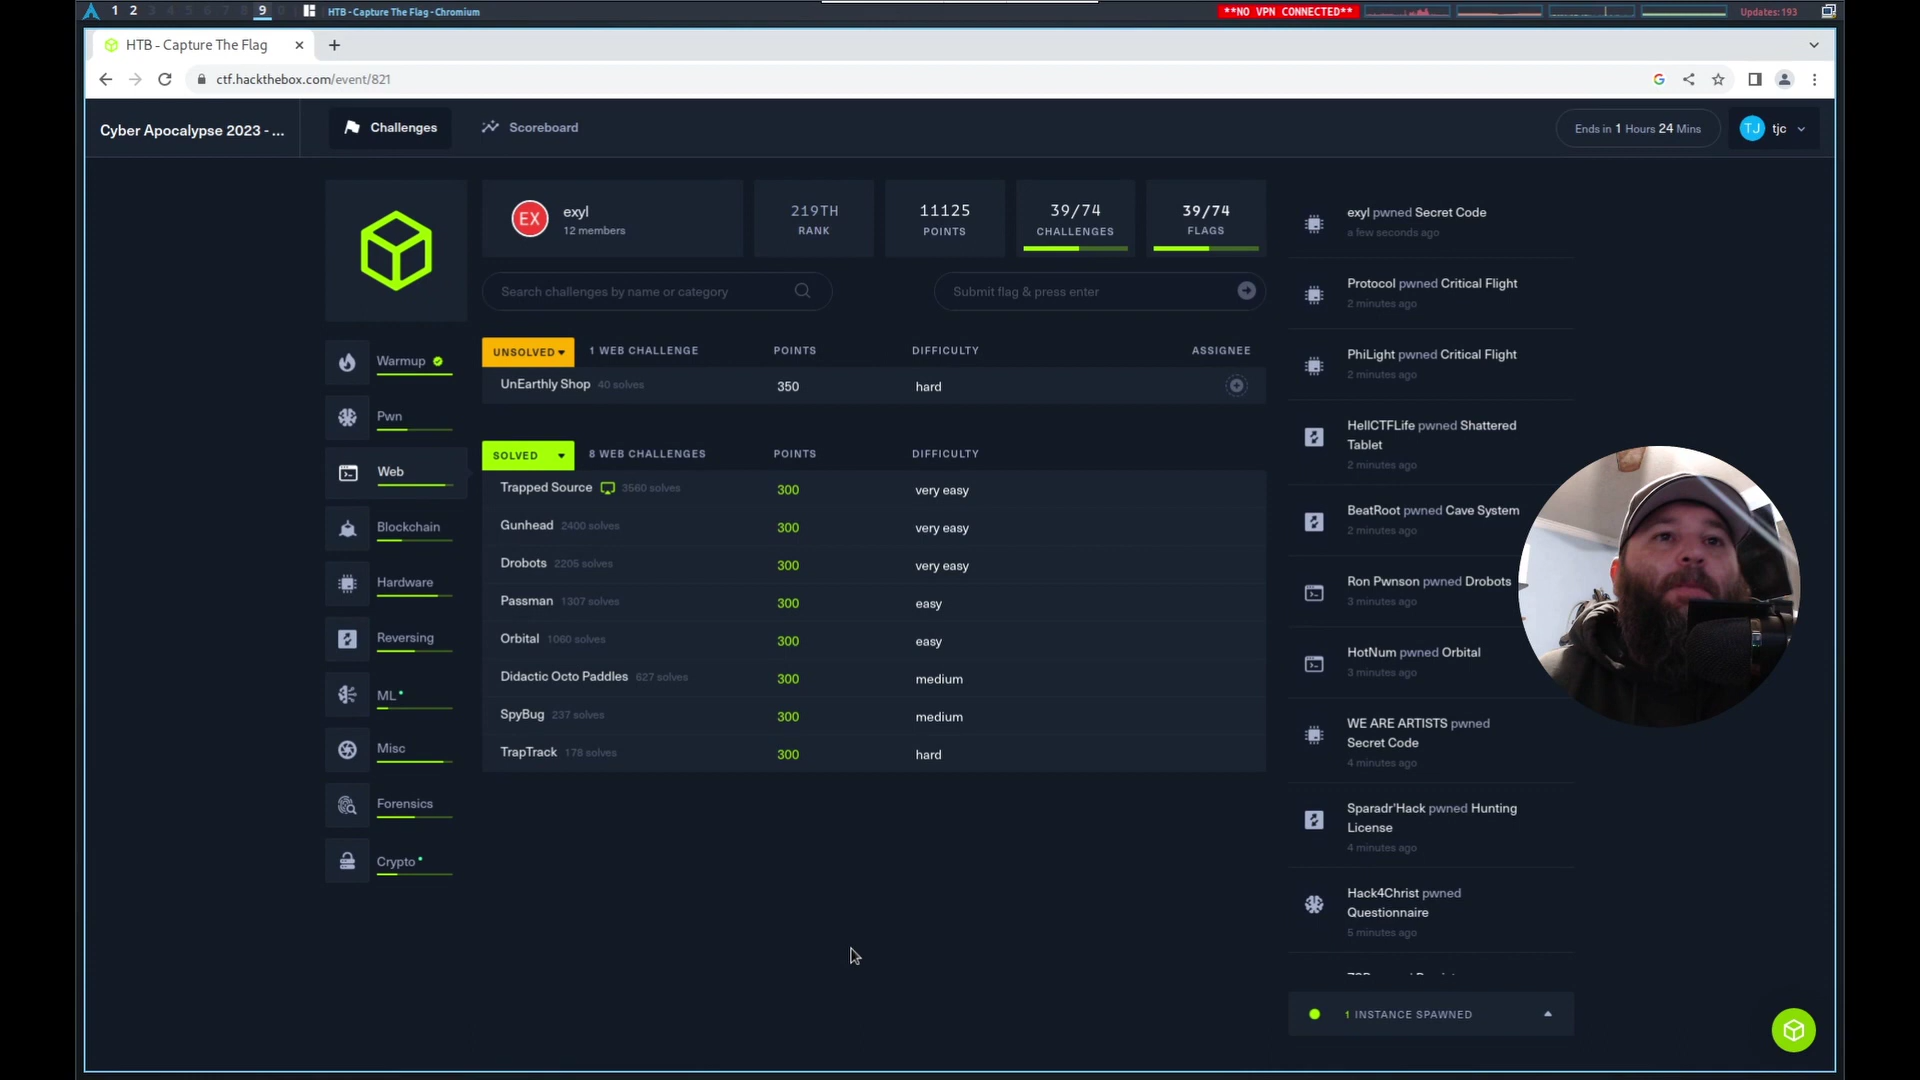 1 2 3 4 5 6 7 8 9 0 HTB - Capture The Flag - Chromium
**NO VPN CONNECTED**
Updates: 193
HTB - Capture The Flag
ctf.hackthebox.com/event/821
Cyber Apocalypse 2023 - ...
Challenges
Scoreboard
Ends in 1 Hours 24 Mins
TJ tjc
EX exyl
12 members
219TH
RANK
11125
POINTS
39/74
CHALLENGES
39/74
FLAGS
Search challenges by name or category
Submit flag & press enter
Warmup
Pwn
Web
Blockchain
Hardware
Reversing
ML
Misc
Forensics
Crypto
UNSOLVED 1 WEB CHALLENGE POINTS DIFFICULTY ASSIGNEE
UnEarthly Shop 40 solves 350 hard
SOLVED 8 WEB CHALLENGES POINTS DIFFICULTY
Trapped Source 3560 solves 300 very easy
Gunhead 2400 solves 300 very easy
Drobots 2205 solves 300 very easy
Passman 1307 solves 300 easy
Orbital 1060 solves 300 easy
Didactic Octo Paddles 627 solves 300 medium
SpyBug 237 solves 300 medium
TrapTrack 178 solves 300 hard
exyl pwned Secret Code
a few seconds ago
Protocol pwned Critical Flight
2 minutes ago
PhiLight pwned Critical Flight
2 minutes ago
HellCTFLife pwned Shattered
Tablet
2 minutes ago
BeatRoot pwned Cave System
2 minutes ago
Ron Pwnson pwned Drobots
3 minutes ago
HotNum pwned Orbital
3 minutes ago
WE ARE ARTISTS pwned
Secret Code
4 minutes ago
Sparadr'Hack pwned Hunting
License
4 minutes ago
Hack4Christ pwned
Questionnaire
5 minutes ago
1 INSTANCE SPAWNED